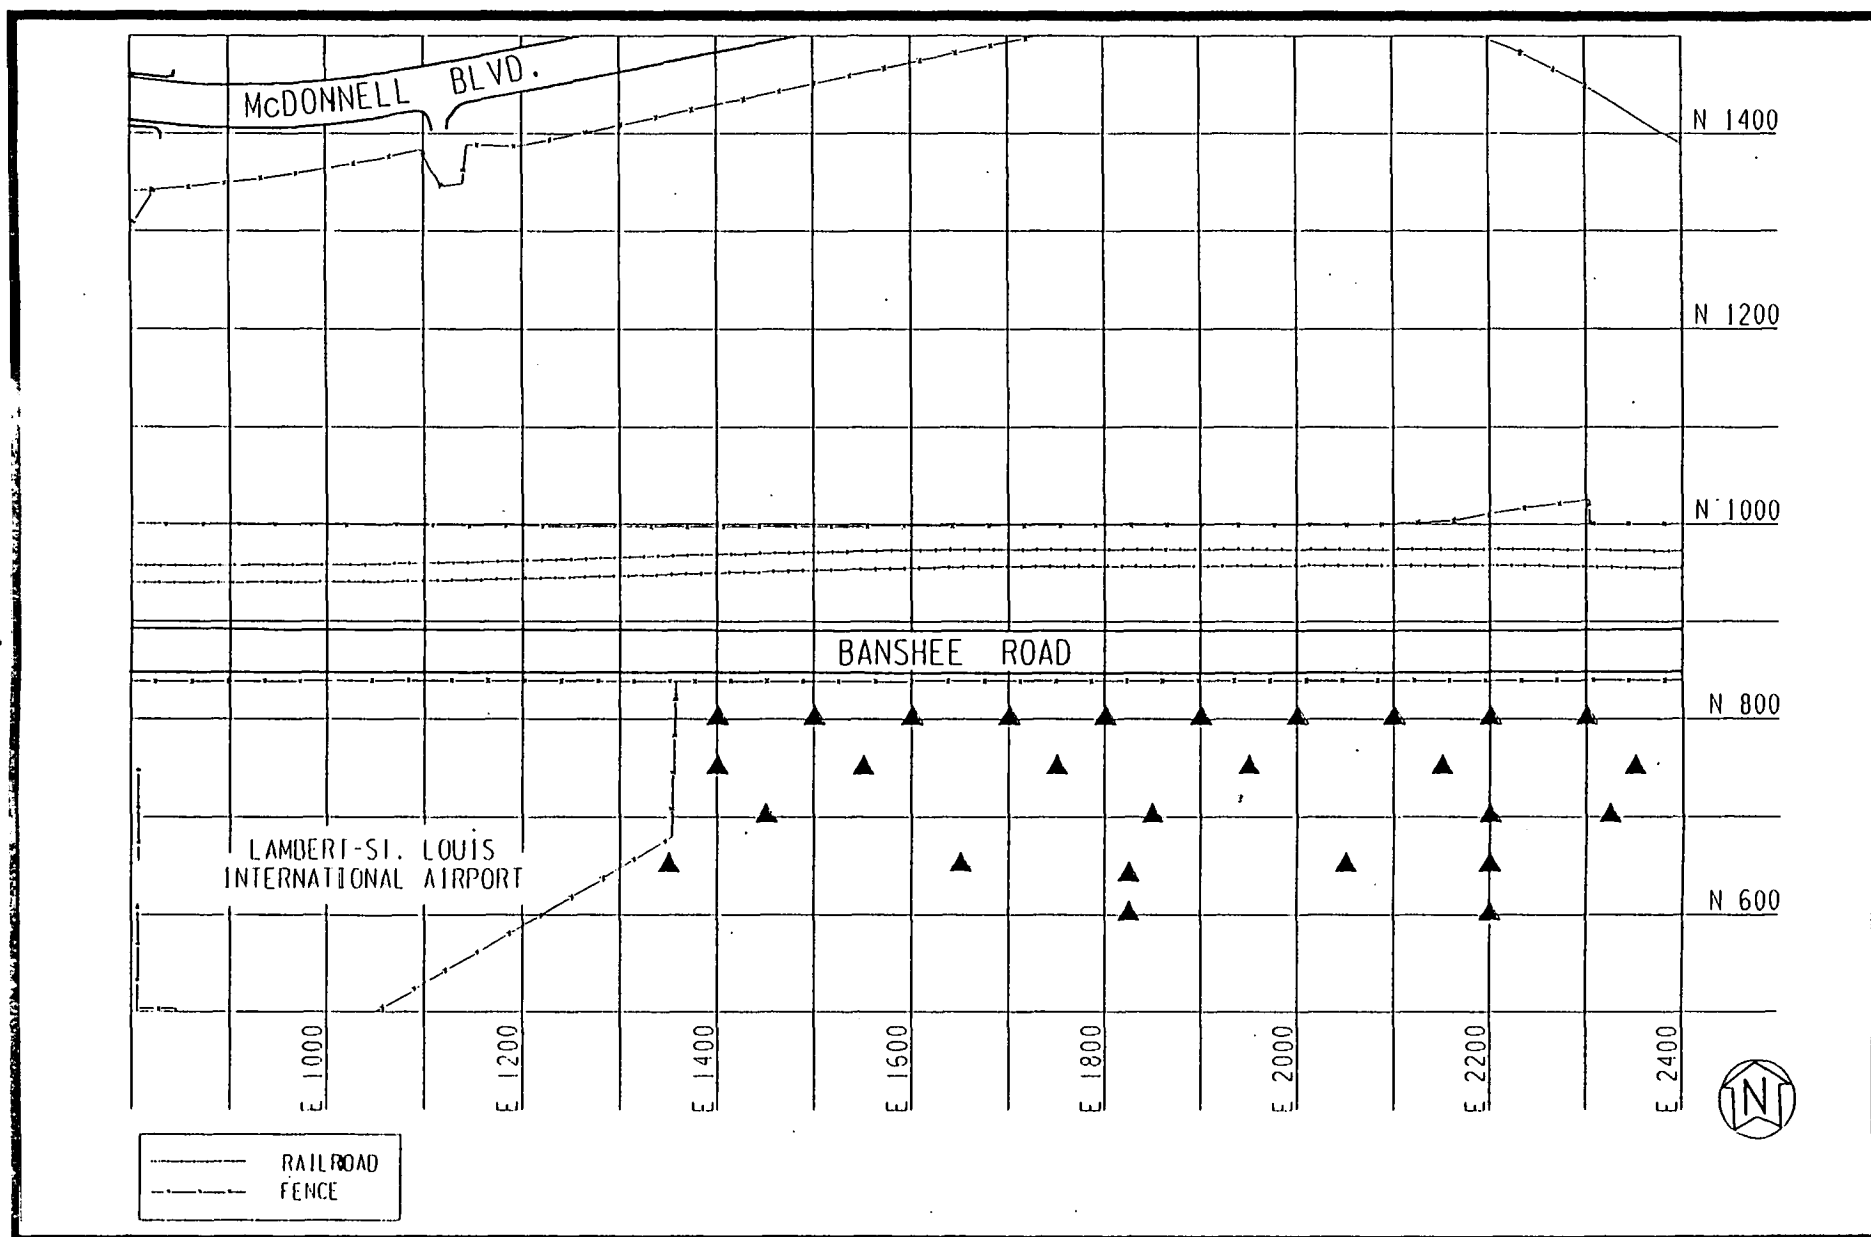 McDONNELL BLVD.
N 1400
N 1200
N 1000
BANSHEE ROAD
N 800
LAMBERT-ST. LOUIS
INTERNATIONAL AIRPORT
N 600
E 1000
E 1200
E 1400
E 1600
E 1800
E 2000
E 2200
E 2400
N
RAILROAD
FENCE